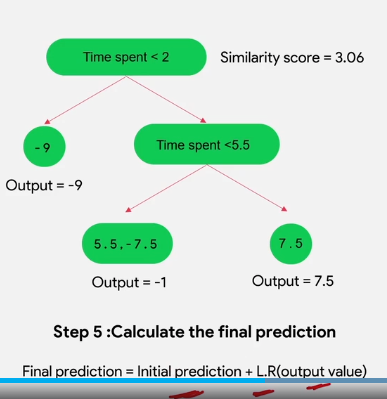 Time spent < 2
Similarity score = 3.06
-9
Time spent <5.5
Output = -9
5.5,-7.5
7.5
Output = -1
Output = 7.5
Step 5 :Calculate the final prediction
Final prediction = Initial prediction + L.R(output value)